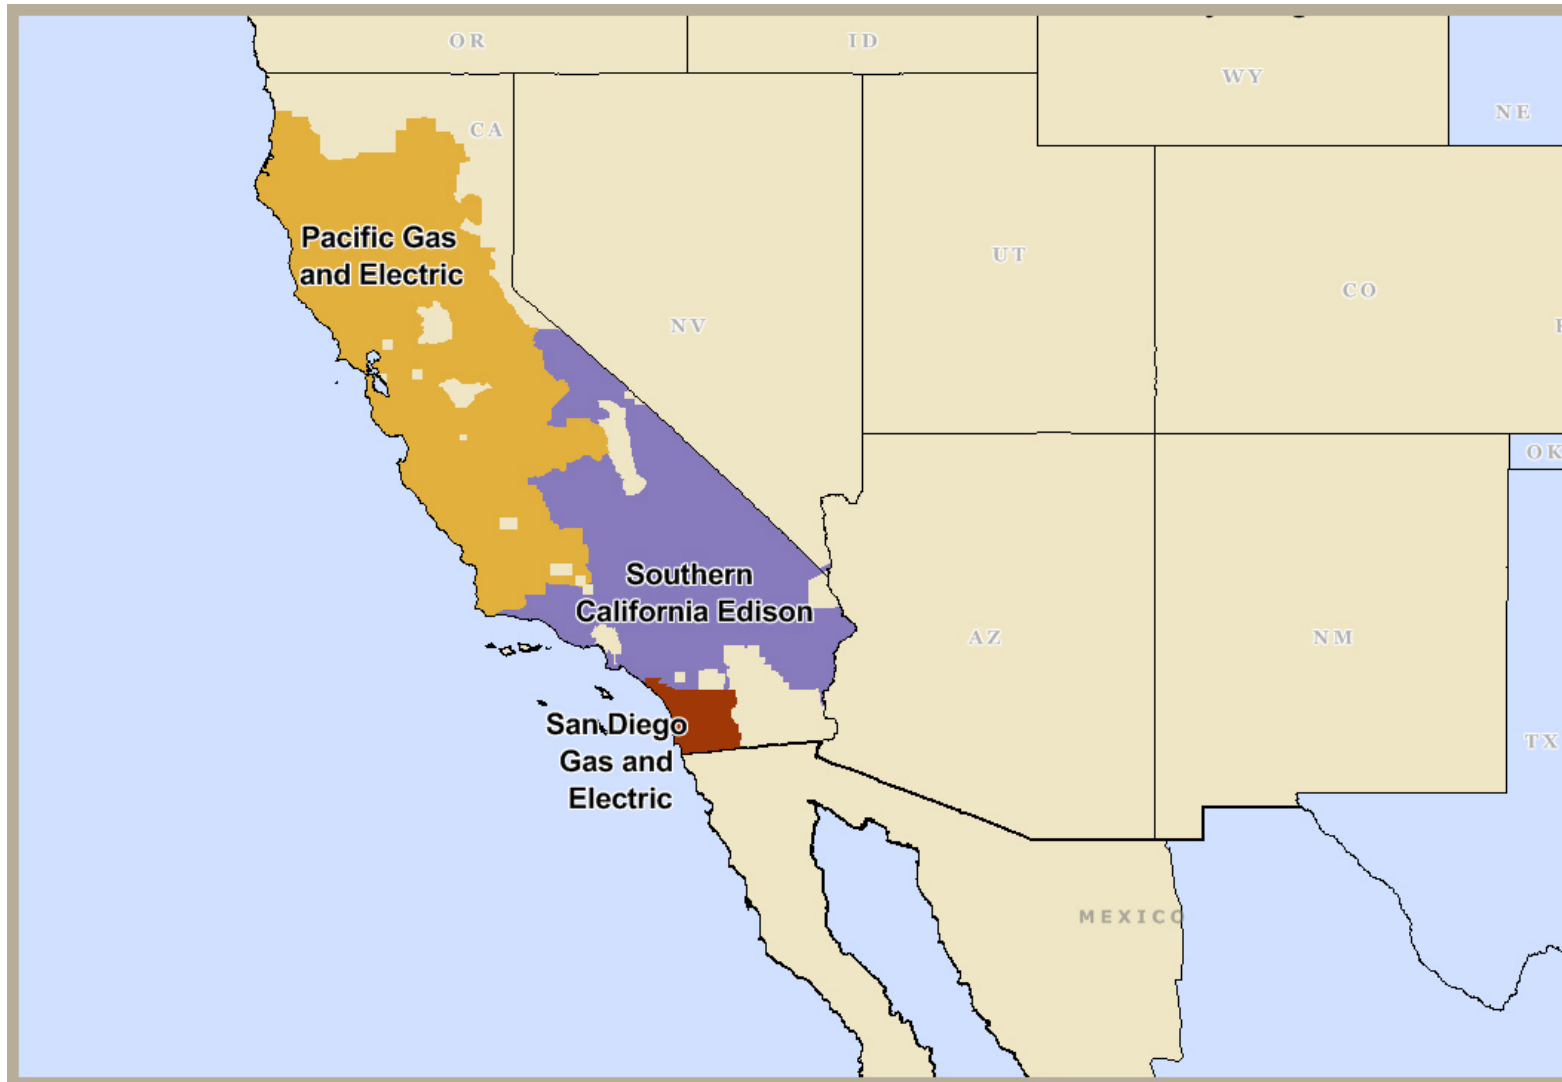 OR
ID
WY
NE
CA
Pacific Gas
and Electric
UT
CO
NV
OK
Southern
California Edison
AZ
NM
San Diego
Gas and
Electric
TX
MEXICO